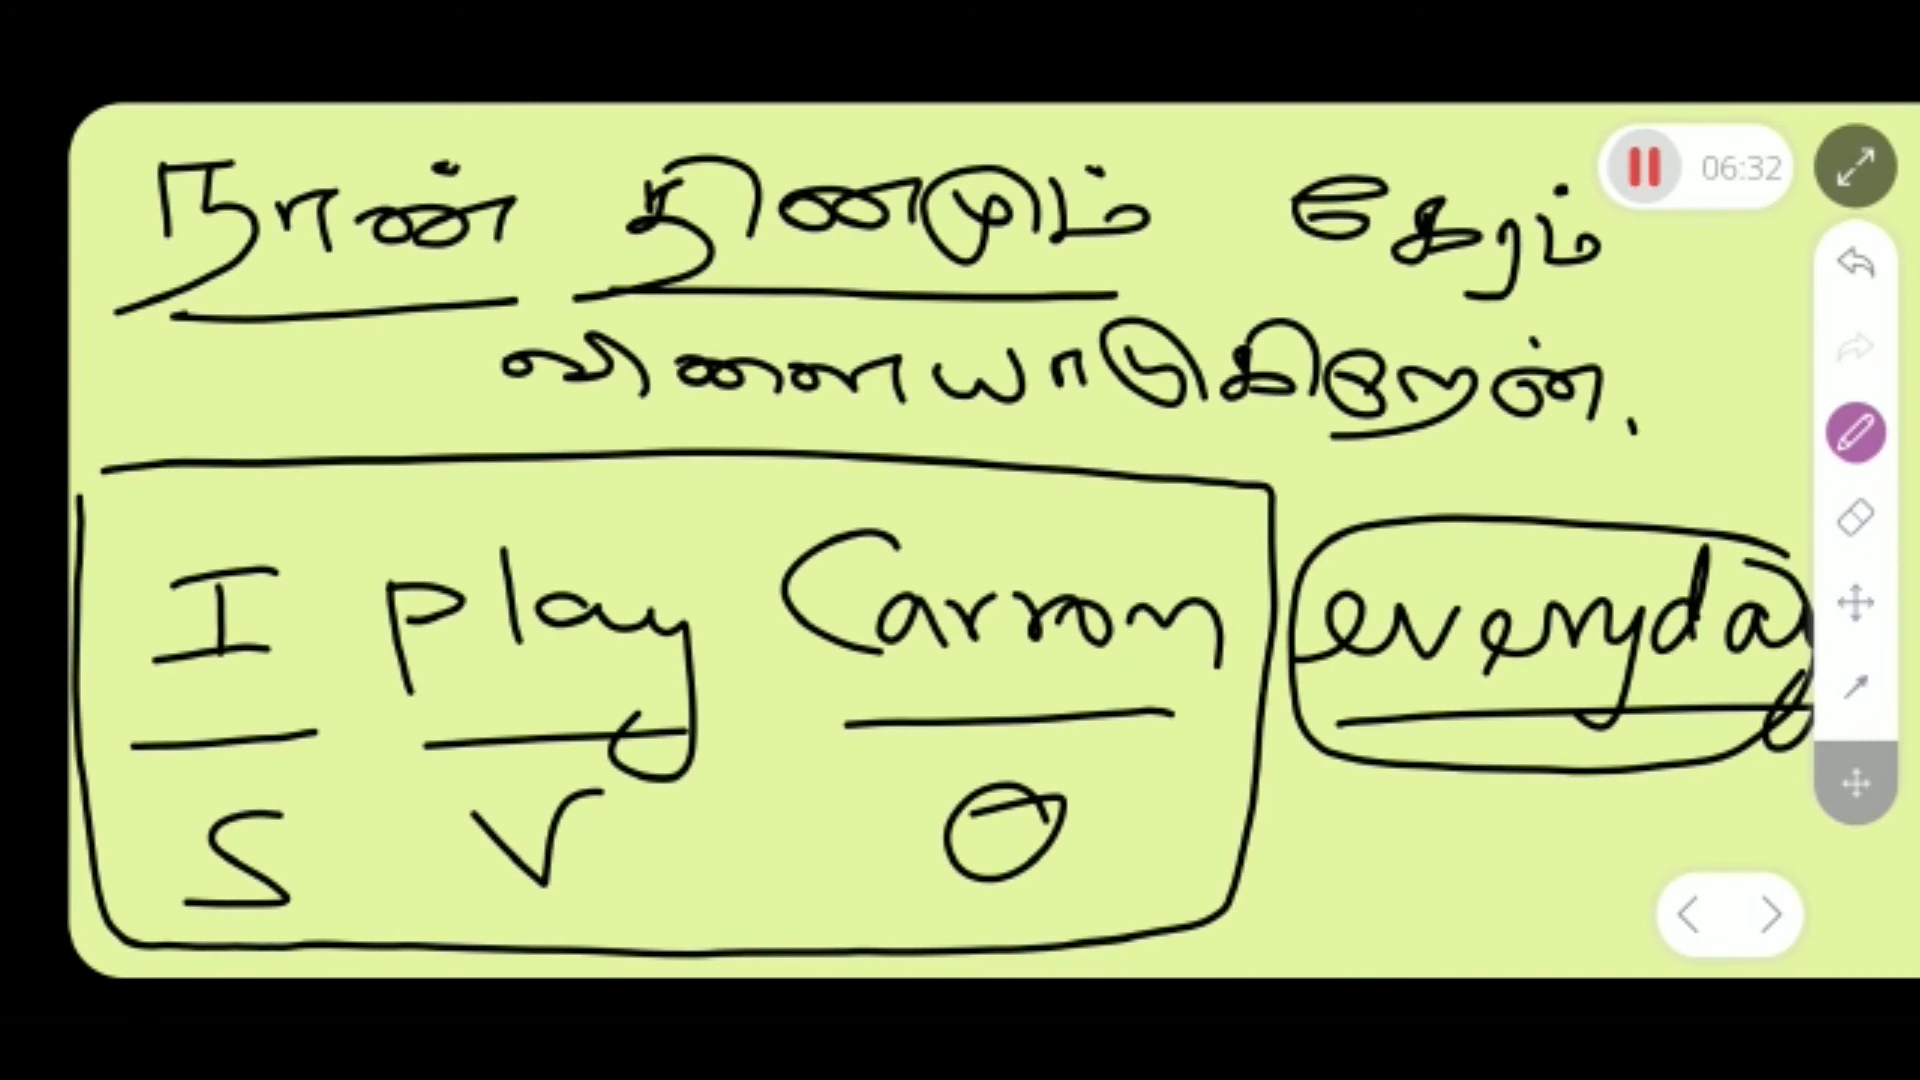 நான் தினமும் கேரம்
விளையாடுகிறேன்.
I play Carrom everyday
S V O
06:32